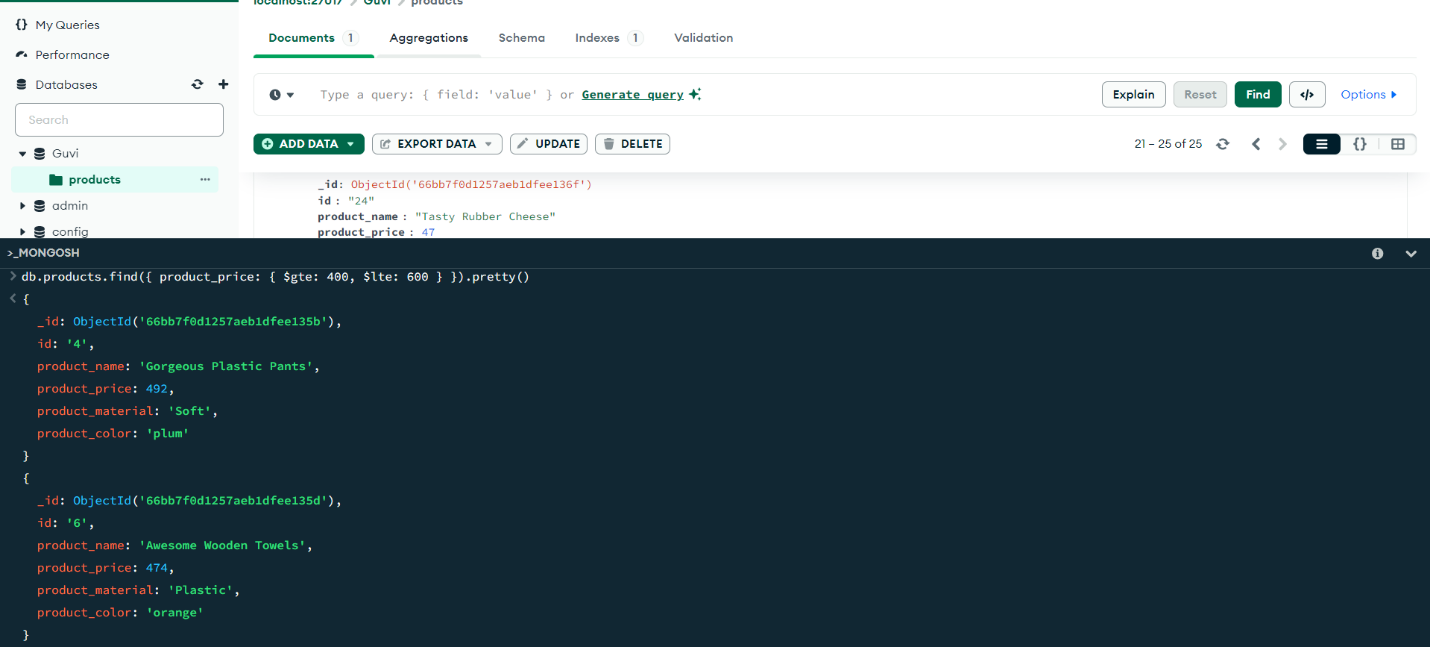 localhost:27017 > Guvi > products
{} My Queries
Performance
Databases
Search
Guvi
products
admin
config
Documents 1 Aggregations Schema Indexes 1 Validation
Type a query: { field: 'value' } or Generate query
Explain Reset Find </> Options
ADD DATA EXPORT DATA UPDATE DELETE 21 – 25 of 25 {}
_id: ObjectId('66bb7f0d1257aeb1dfee136f')
id : "24"
product_name : "Tasty Rubber Cheese"
product_price : 47
>_MONGOSH
> db.products.find({ product_price: { $gte: 400, $lte: 600 } }).pretty()
< {
_id: ObjectId('66bb7f0d1257aeb1dfee135b'),
id: '4',
product_name: 'Gorgeous Plastic Pants',
product_price: 492,
product_material: 'Soft',
product_color: 'plum'
}
{
_id: ObjectId('66bb7f0d1257aeb1dfee135d'),
id: '6',
product_name: 'Awesome Wooden Towels',
product_price: 474,
product_material: 'Plastic',
product_color: 'orange'
}